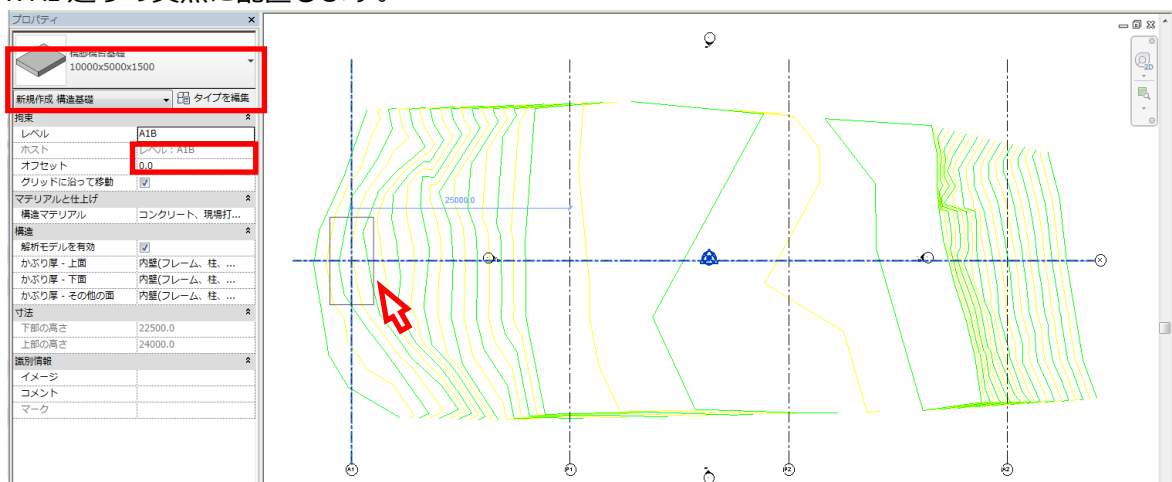 プロパティ
橋脚橋台基礎
10000x5000x1500
新規作成 構造基礎 タイプを編集
拘束
レベル A1B
ホスト レベル : A1B
オフセット 0.0
グリッドに沿って移動
マテリアルと仕上げ
構造マテリアル コンクリート、現場打...
構造
解析モデルを有効
かぶり厚 - 上面 内壁(フレーム、柱、...
かぶり厚 - 下面 内壁(フレーム、柱、...
かぶり厚 - その他の面 内壁(フレーム、柱、...
寸法
下部の高さ 22500.0
上部の高さ 24000.0
識別情報
イメージ
コメント
マーク
25000.0
X
A1 P1 P2 A2
2D